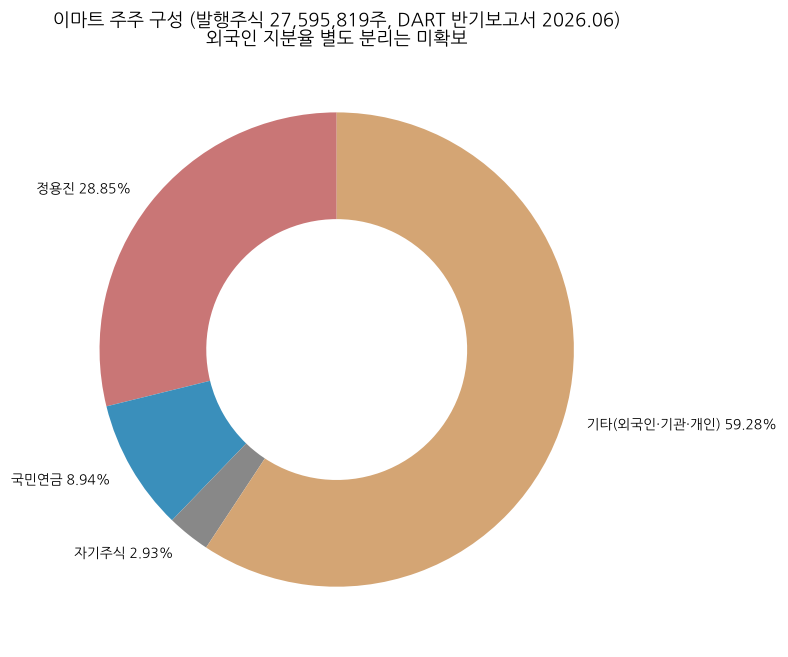 이마트 주주 구성 (발행주식 27,595,819주, DART 반기보고서 2026.06)
외국인 지분율 별도 분리는 미확보
정용진 28.85%
기타(외국인·기관·개인) 59.28%
국민연금 8.94%
자기주식 2.93%